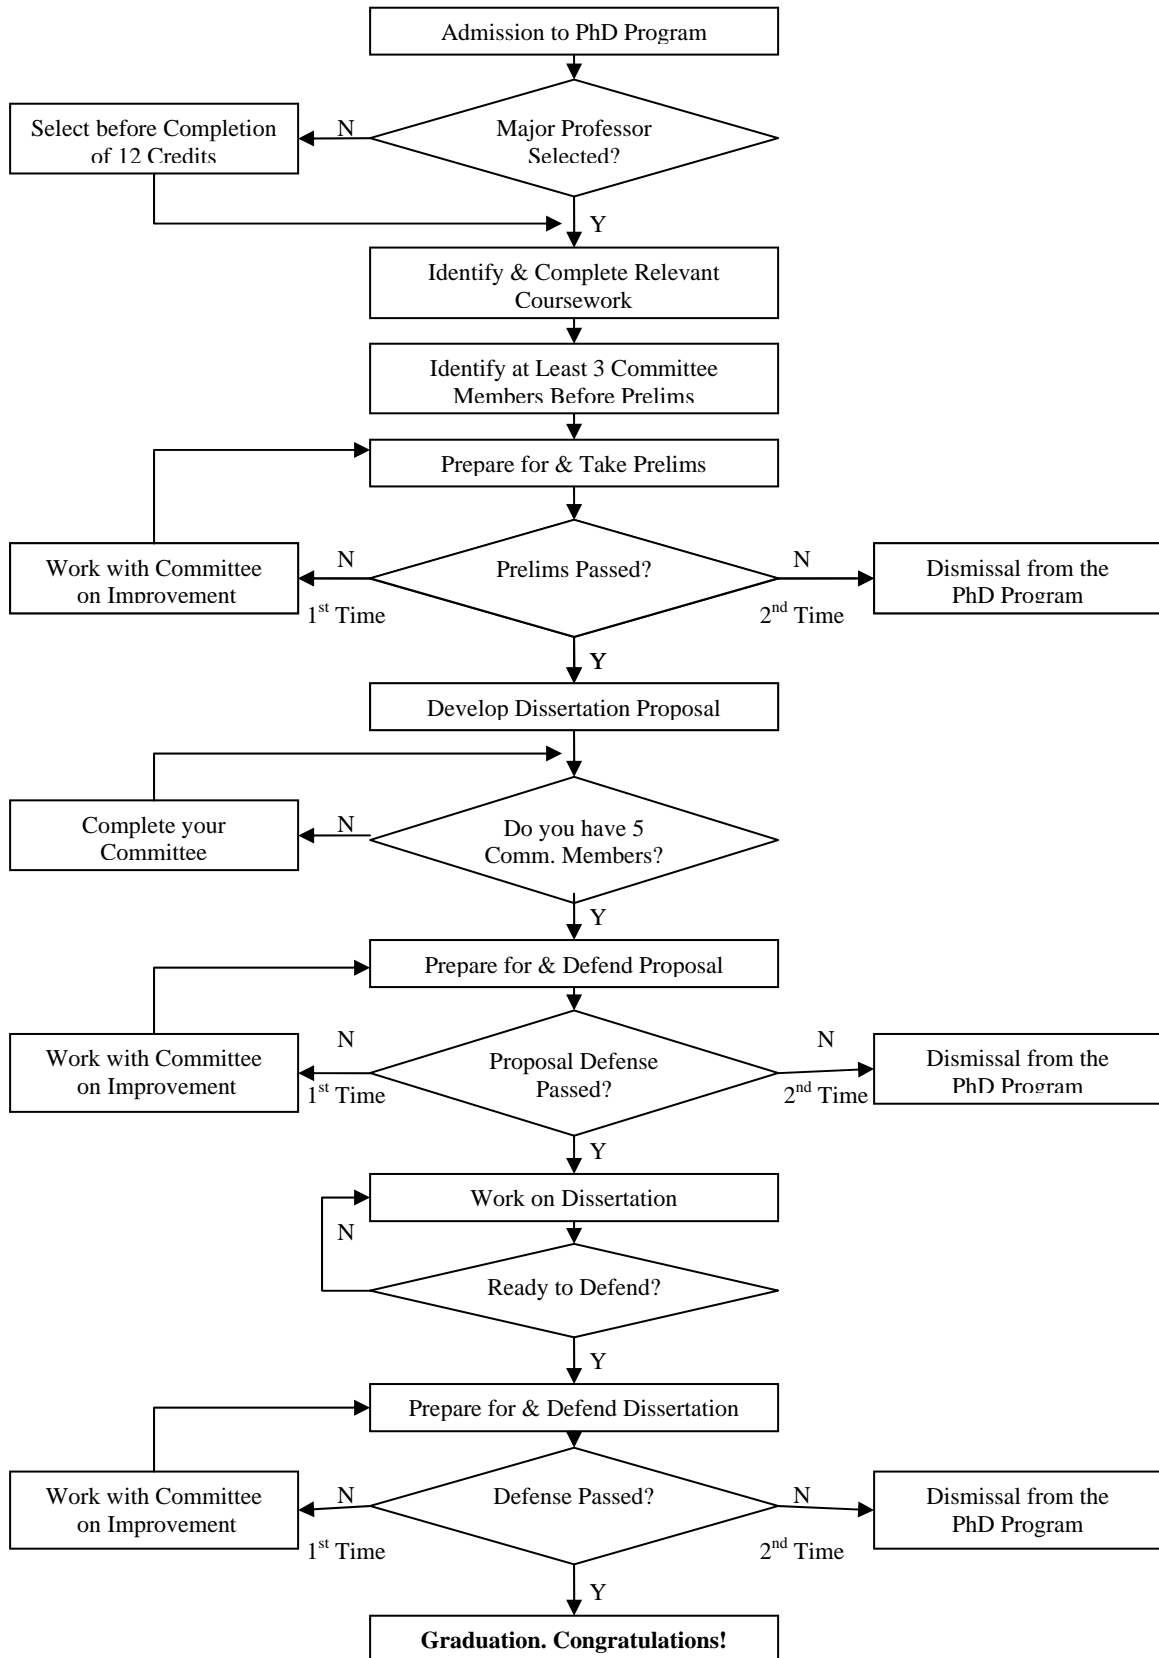 Admission to PhD Program
Major Professor
Selected?
N
Select before Completion
of 12 Credits
Y
Identify & Complete Relevant
Coursework
Identify at Least 3 Committee
Members Before Prelims
Prepare for & Take Prelims
Prelims Passed?
N
1st Time
Work with Committee
on Improvement
N
2nd Time
Dismissal from the
PhD Program
Y
Develop Dissertation Proposal
Do you have 5
Comm. Members?
N
Complete your
Committee
Y
Prepare for & Defend Proposal
Proposal Defense
Passed?
N
1st Time
Work with Committee
on Improvement
N
2nd Time
Dismissal from the
PhD Program
Y
Work on Dissertation
N
Ready to Defend?
Y
Prepare for & Defend Dissertation
Defense Passed?
N
1st Time
Work with Committee
on Improvement
N
2nd Time
Dismissal from the
PhD Program
Y
Graduation. Congratulations!